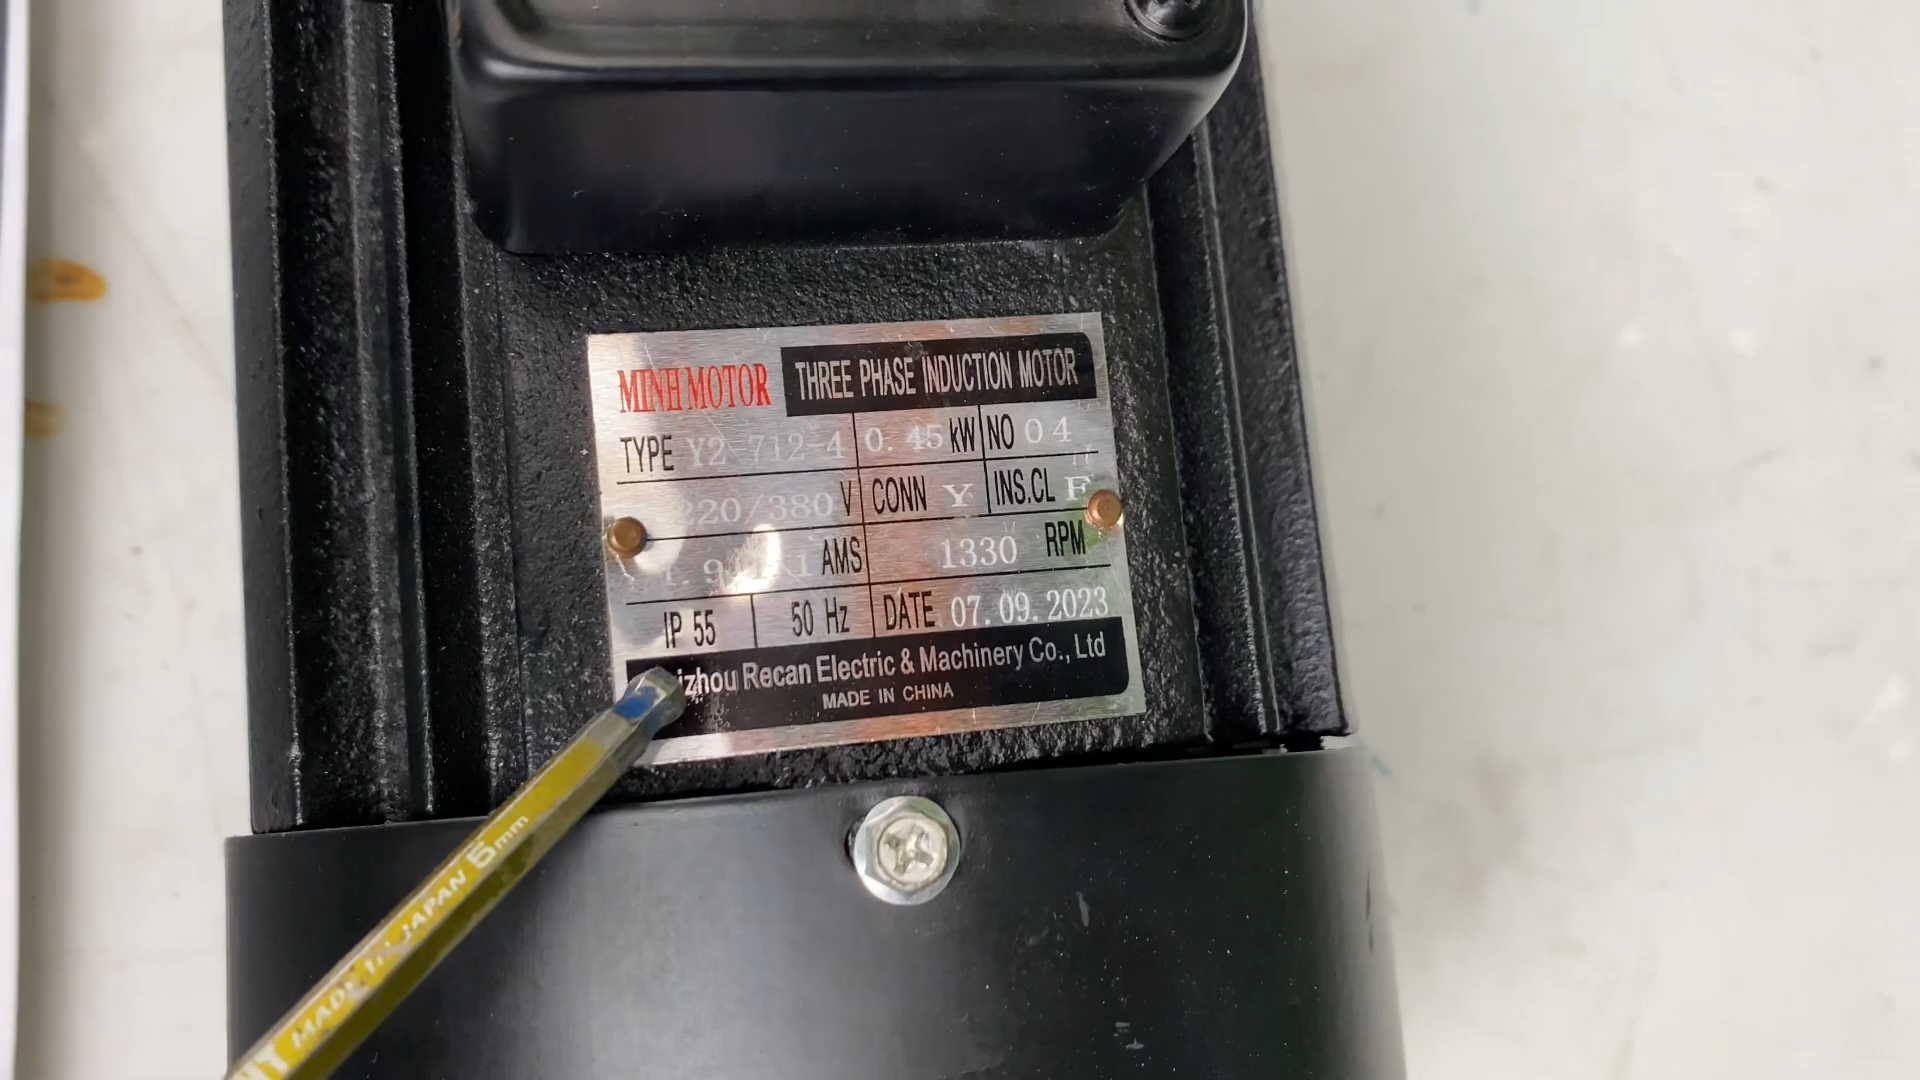 MINH MOTOR THREE PHASE INDUCTION MOTOR
TYPE Y2-712-4 0.45 kW NO 04
220/380 V CONN Y INS.CL F
AMS 1330 RPM
IP 55 50 Hz DATE 07.09.2023
Recan Electric & Machinery Co., Ltd
MADE IN CHINA
MADE IN JAPAN 5mm